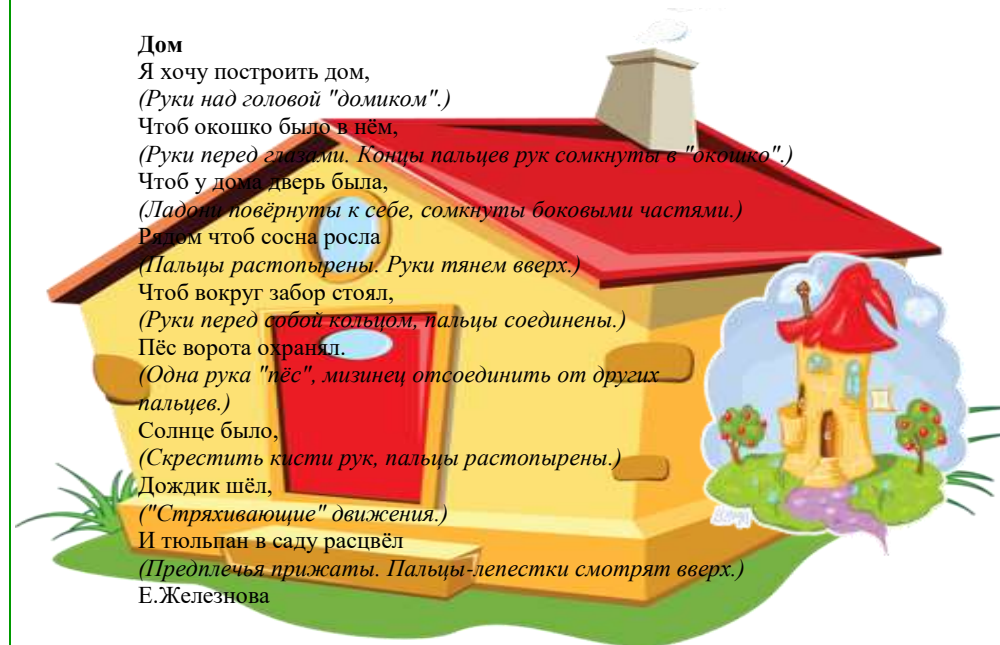 Дом
Я хочу построить дом,
(Руки над головой "домиком".)
Чтоб окошко было в нём,
(Руки перед глазами. Концы пальцев рук сомкнуты в "окошко".)
Чтоб у дома дверь была,
(Ладони повёрнуты к себе, сомкнуты боковыми частями.)
Рядом чтоб сосна росла
(Пальцы растопырены. Руки тянем вверх.)
Чтоб вокруг забор стоял,
(Руки перед собой кольцом, пальцы соединены.)
Пёс ворота охранял.
(Одна рука "пёс", мизинец отсоединить от других
пальцев.)
Солнце было,
(Скрестить кисти рук, пальцы растопырены.)
Дождик шёл,
("Стряхивающие" движения.)
И тюльпан в саду расцвёл
(Предплечья прижаты. Пальцы-лепестки смотрят вверх.)
Е.Железнова